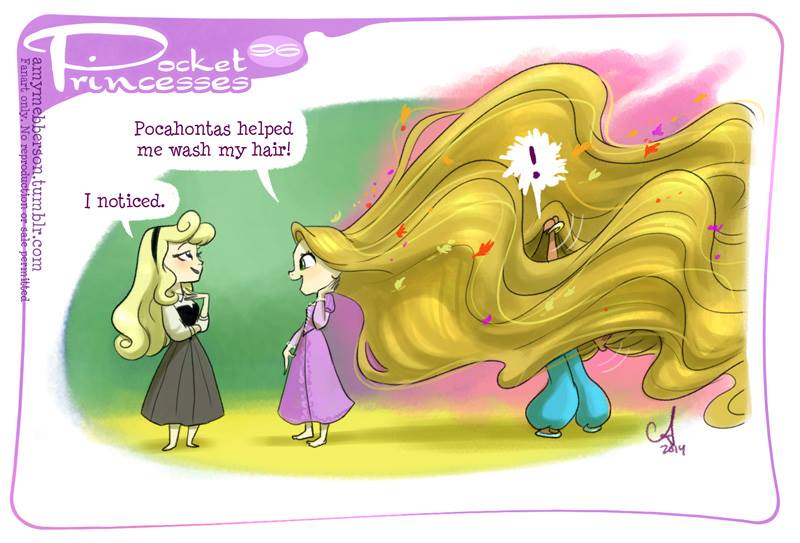 Pocket 96
Princesses
amymebberson.tumblr.com
Fanart only. No reproduction or sale permitted
Pocahontas helped
me wash my hair!
I noticed.
!
2014